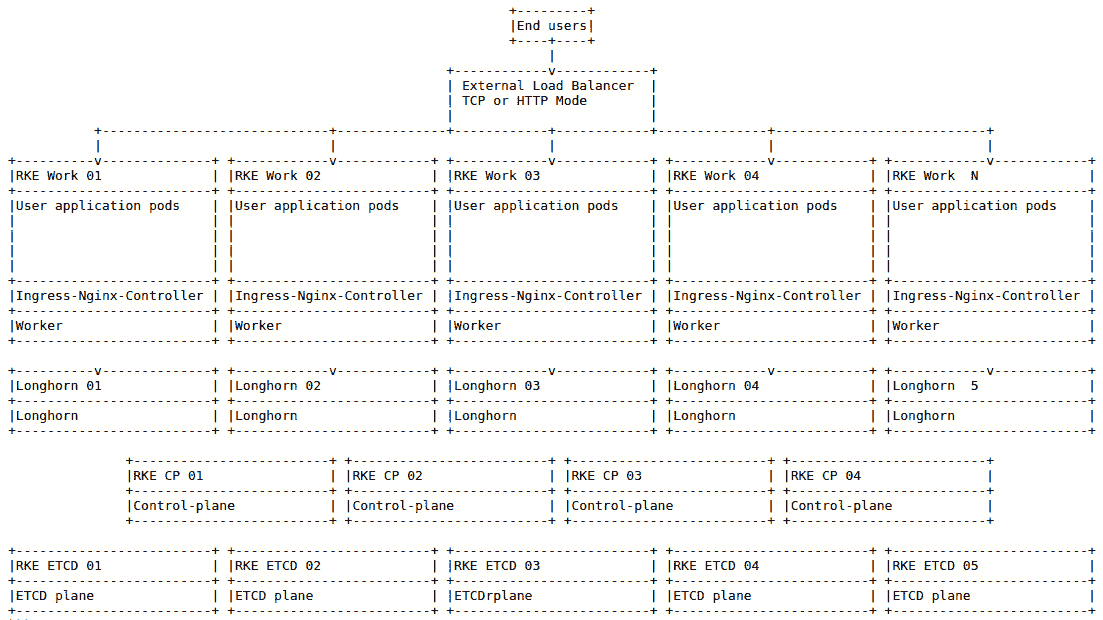 End users
External Load Balancer
TCP or HTTP Mode
RKE Work 01 RKE Work 02 RKE Work 03 RKE Work 04 RKE Work  N
User application pods User application pods User application pods User application pods User application pods
Ingress-Nginx-Controller Ingress-Nginx-Controller Ingress-Nginx-Controller Ingress-Nginx-Controller Ingress-Nginx-Controller
Worker Worker Worker Worker Worker
Longhorn 01 Longhorn 02 Longhorn 03 Longhorn 04 Longhorn  5
Longhorn Longhorn Longhorn Longhorn Longhorn
RKE CP 01 RKE CP 02 RKE CP 03 RKE CP 04
Control-plane Control-plane Control-plane Control-plane
RKE ETCD 01 RKE ETCD 02 RKE ETCD 03 RKE ETCD 04 RKE ETCD 05
ETCD plane ETCD plane ETCDrplane ETCD plane ETCD plane